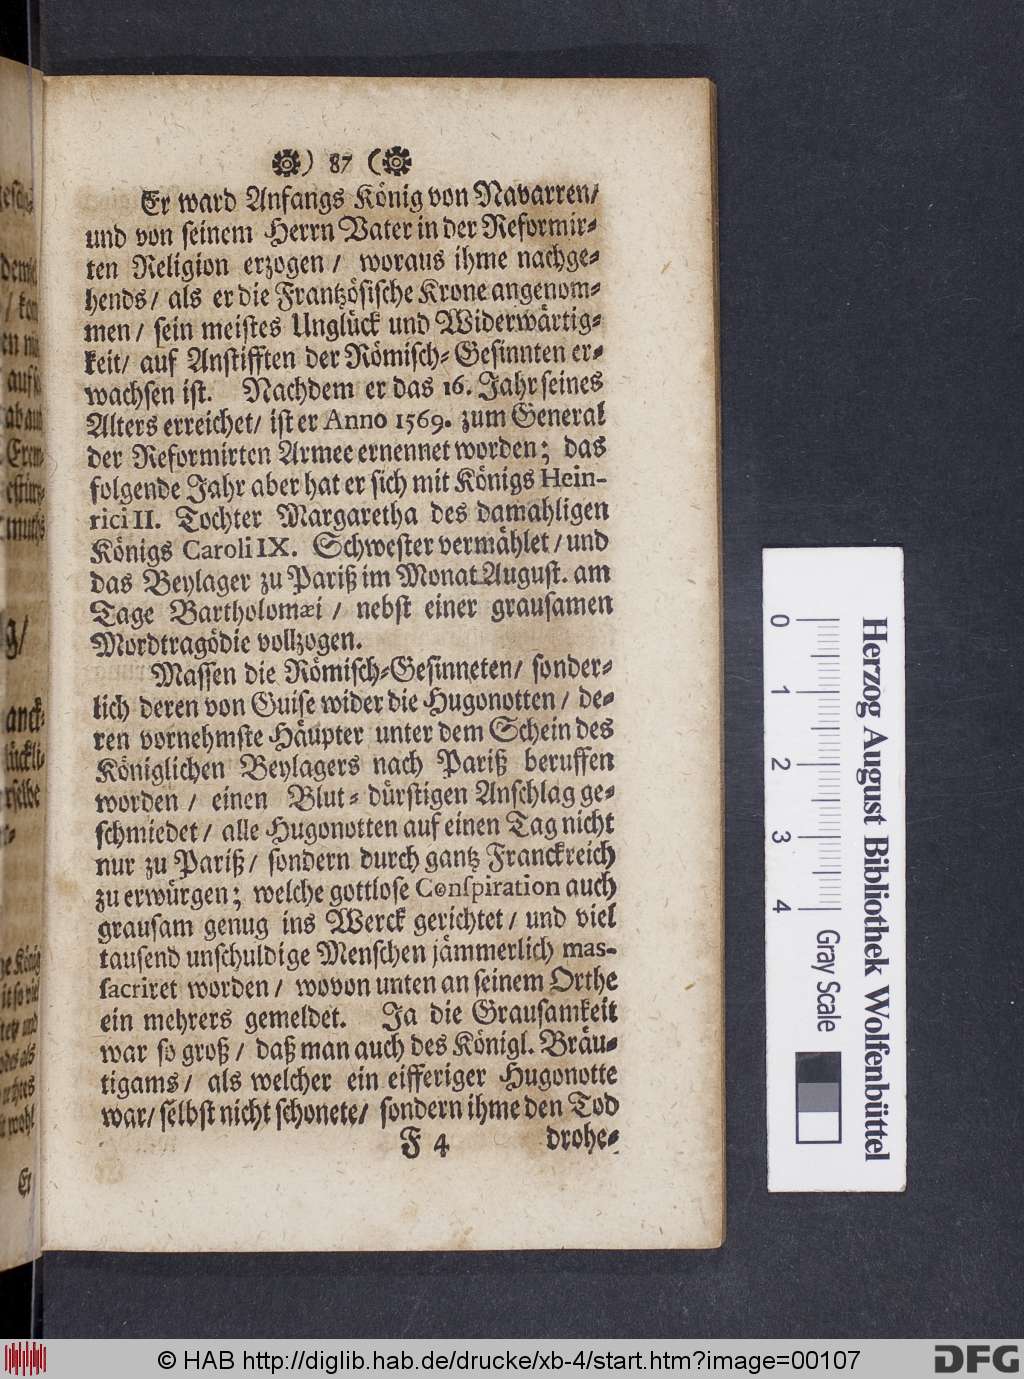 ) 87 (
Er ward Anfangs König von Navarren/
und von seinem Herrn Vater in der Reformir-
ten Religion erzogen / woraus ihme nachge-
hends / als er die Frantzösische Krone angenom-
men / sein meistes Unglück und Widerwärtig-
keit/ auf Anstifften der Römisch-Gesinnten er-
wachsen ist. Nachdem er das 16. Jahr seines
Alters erreichet/ ist er Anno 1569. zum General
der Reformirten Armee ernennet worden; das
folgende Jahr aber hat er sich mit Königs Hein-
rici II. Tochter Margaretha des damahligen
Königs Caroli IX. Schwester vermählet / und
das Beylager zu Pariß im Monat August. am
Tage Bartholomæi / nebst einer grausamen
Mordtragödie vollzogen.
Massen die Römisch-Gesinneten/ sonder-
lich deren von Guise wider die Hugonotten / de-
ren vornehmste Häupter unter dem Schein des
Königlichen Beylagers nach Pariß beruffen
worden / einen Blut-dürstigen Anschlag ge-
schmiedet / alle Hugonotten auf einen Tag nicht
nur zu Pariß / sondern durch gantz Franckreich
zu erwürgen; welche gottlose Conſpiration auch
grausam genug ins Werck gerichtet / und viel
tausend unschuldige Menschen jämmerlich mas-
ſacriret worden / wovon unten an seinem Orthe
ein mehrers gemeldet. Ja die Grausamkeit
war so groß / daß man auch des Königl. Bräu-
tigams / als welcher ein eifferiger Hugonotte
war/ selbst nicht schonete/ sondern ihme den Tod
F 4 drohe-
0 1 2 3 4
Herzog August Bibliothek Wolfenbüttel
Gray Scale
© HAB http://diglib.hab.de/drucke/xb-4/start.htm?image=00107
DFG